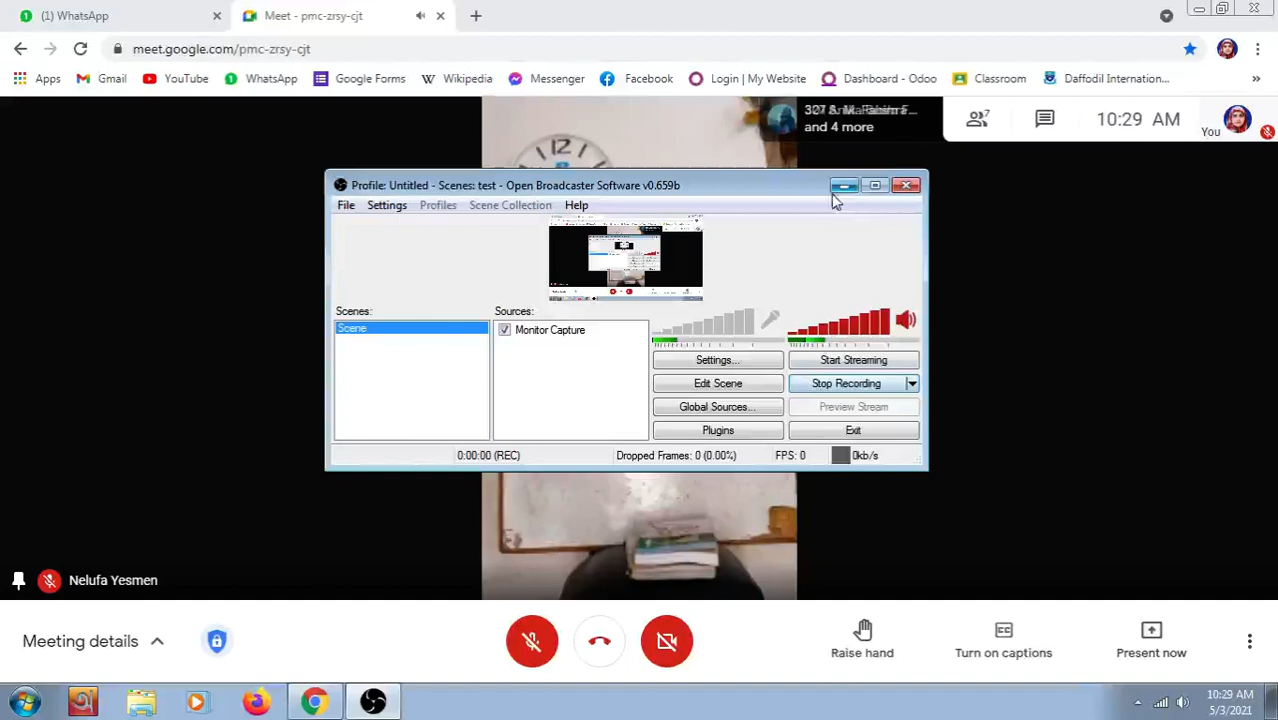 (1) WhatsApp
Meet - pmc-zrsy-cjt
meet.google.com/pmc-zrsy-cjt
Apps Gmail YouTube WhatsApp Google Forms Wikipedia Messenger Facebook Login | My Website Dashboard - Odoo Classroom Daffodil Internation...
and 4 more
10:29 AM
You
12
Profile: Untitled - Scenes: test - Open Broadcaster Software v0.659b
File Settings Profiles Scene Collection Help
Scenes: Sources:
Scene
Monitor Capture
Settings... Start Streaming
Edit Scene Stop Recording
Global Sources... Preview Stream
Plugins Exit
0:00:00 (REC) Dropped Frames: 0 (0.00%) FPS: 0 0kb/s
Nelufa Yesmen
Meeting details
Raise hand Turn on captions Present now
10:29 AM
5/3/2021